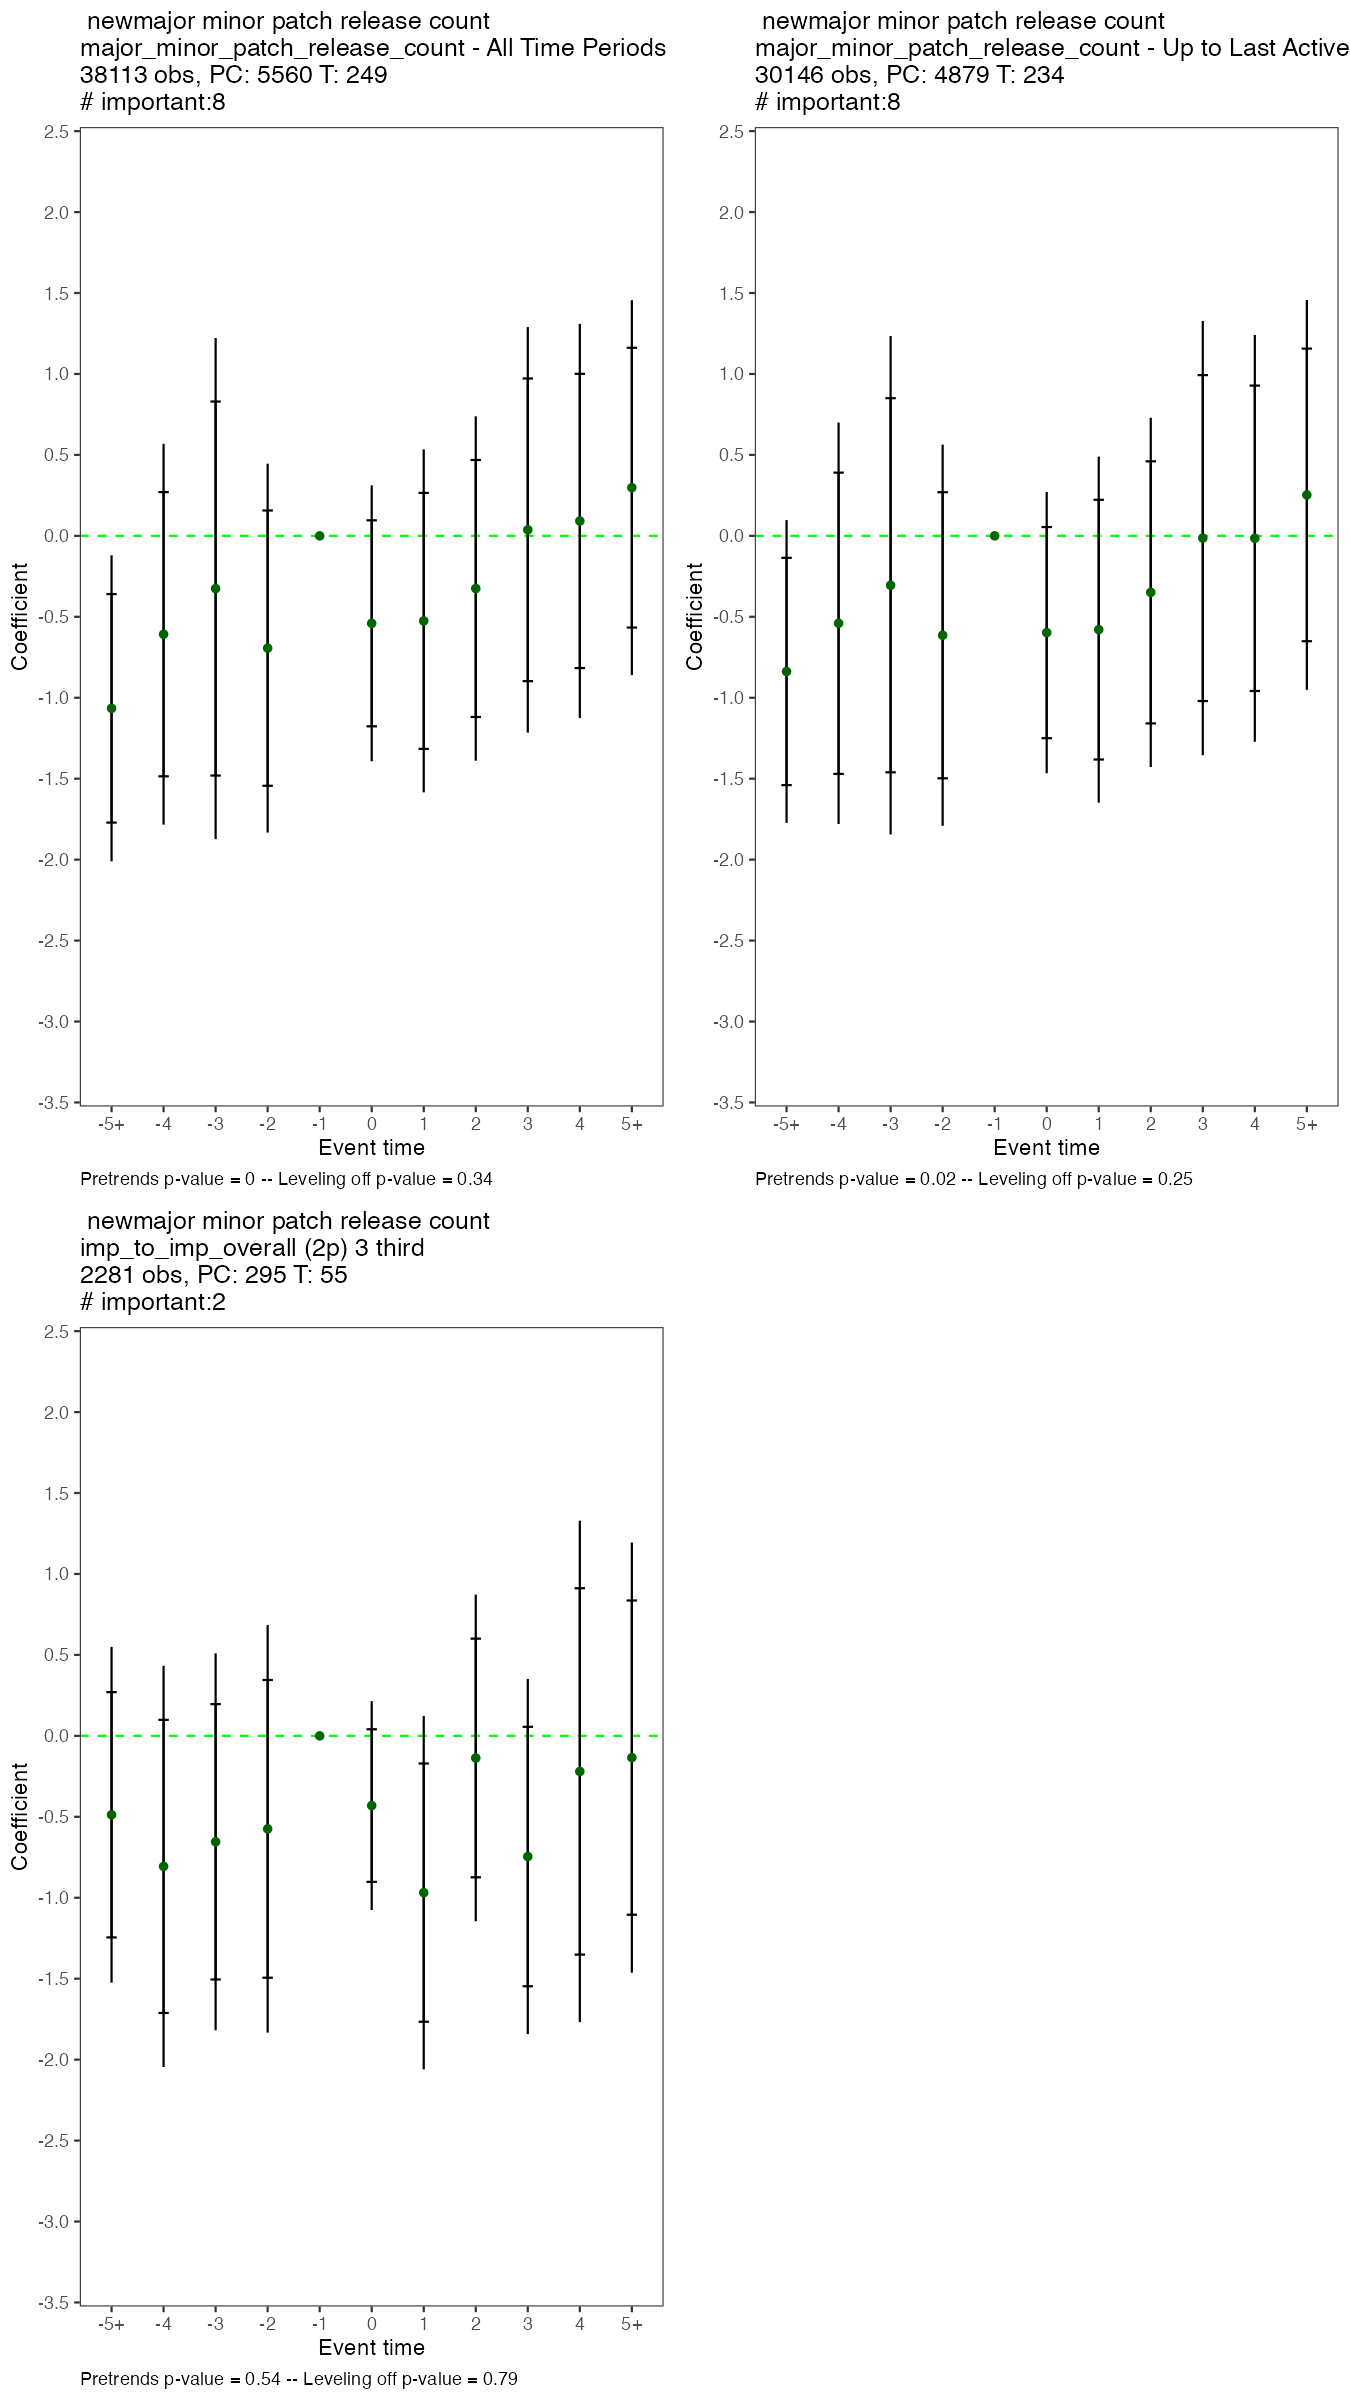 newmajor minor patch release count
major_minor_patch_release_count - All Time Periods
38113 obs, PC: 5560 T: 249
# important:8
2.5
2.0
1.5
1.0
0.5
0.0
-0.5
-1.0
-1.5
-2.0
-2.5
-3.0
-3.5
Coefficient
-5+ -4 -3 -2 -1 0 1 2 3 4 5+
Event time
Pretrends p-value = 0 -- Leveling off p-value = 0.34
newmajor minor patch release count
major_minor_patch_release_count - Up to Last Active
30146 obs, PC: 4879 T: 234
# important:8
2.5
2.0
1.5
1.0
0.5
0.0
-0.5
-1.0
-1.5
-2.0
-2.5
-3.0
-3.5
Coefficient
-5+ -4 -3 -2 -1 0 1 2 3 4 5+
Event time
Pretrends p-value = 0.02 -- Leveling off p-value = 0.25
newmajor minor patch release count
imp_to_imp_overall (2p) 3 third
2281 obs, PC: 295 T: 55
# important:2
2.5
2.0
1.5
1.0
0.5
0.0
-0.5
-1.0
-1.5
-2.0
-2.5
-3.0
-3.5
Coefficient
-5+ -4 -3 -2 -1 0 1 2 3 4 5+
Event time
Pretrends p-value = 0.54 -- Leveling off p-value = 0.79